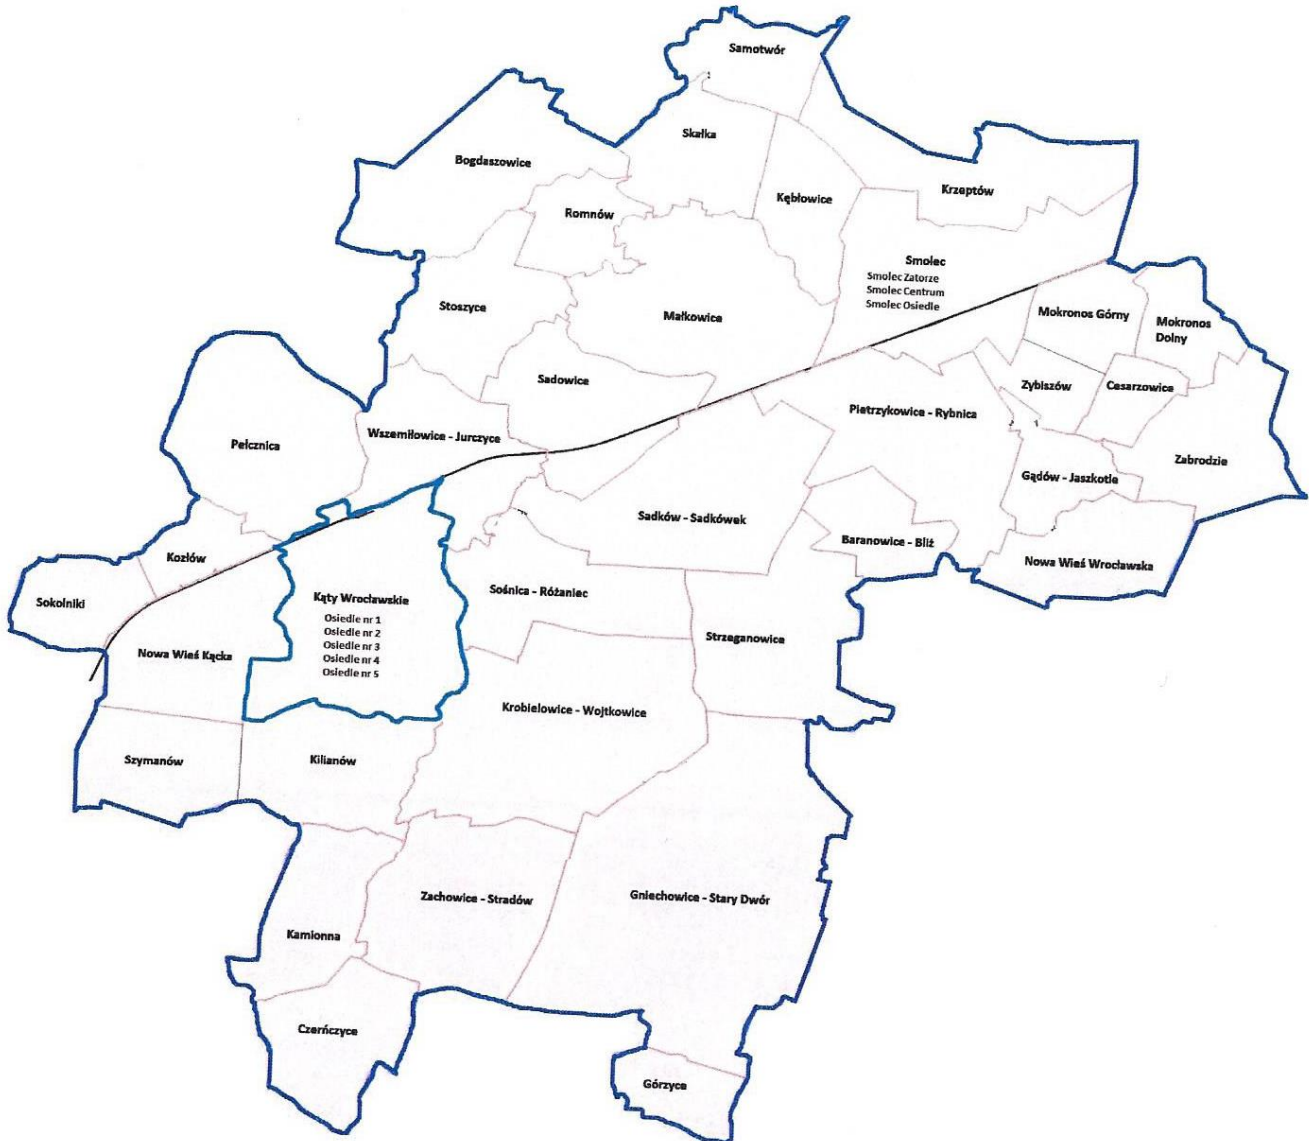 Samotwór
Skałka
Bogdaszowice
Krzeptów
Kębłowice
Romnów
Smolec
Smolec Zatorze
Smolec Centrum
Smolec Osiedle
Stoszyce
Małkowice
Mokronos Górny
Mokronos
Dolny
Sadowice
Zybiszów
Cesarzowice
Pietrzykowice - Rybnica
Wszemiłowice - Jurczyce
Pełcznica
Zabrodzie
Gądów - Jaszkotle
Sadków - Sadkówek
Baranowice - Bliż
Kozłów
Nowa Wieś Wrocławska
Sośnica - Różaniec
Sokolniki
Kąty Wrocławskie
Osiedle nr 1
Osiedle nr 2
Osiedle nr 3
Osiedle nr 4
Osiedle nr 5
Strzeganowice
Nowa Wieś Kącka
Krobielowice - Wojtkowice
Szymanów
Kilianów
Zachowice - Stradów
Gniechowice - Stary Dwór
Kamionna
Czerńczyce
Górzyce